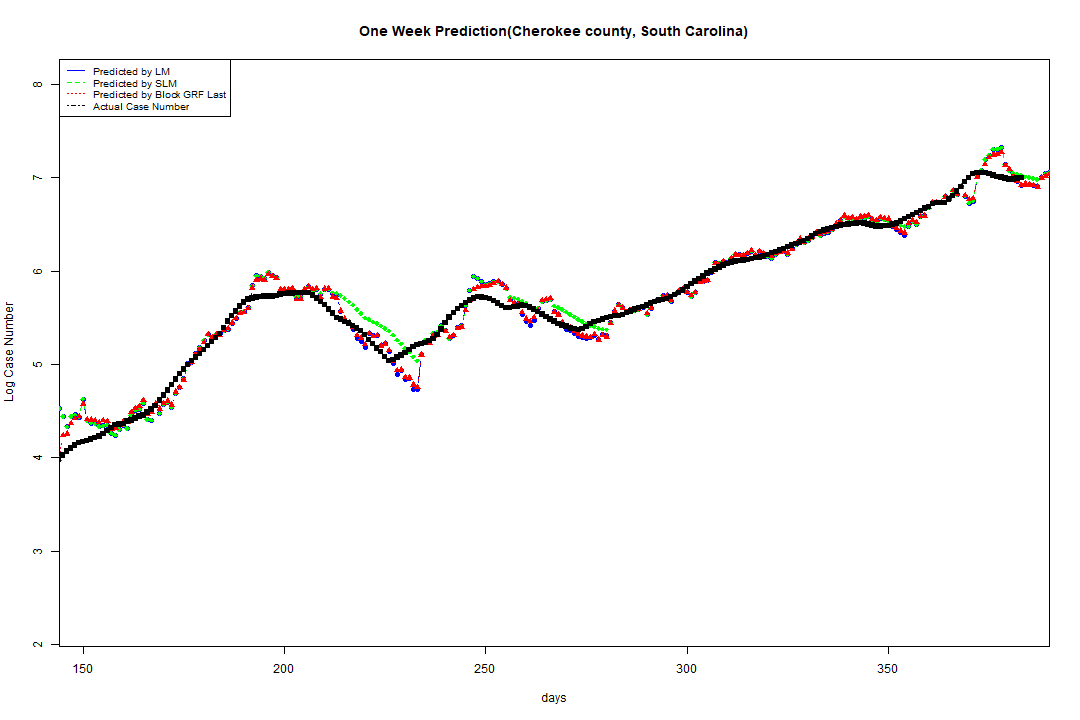 One Week Prediction(Cherokee county, South Carolina)
Predicted by LM
Predicted by SLM
Predicted by Block GRF Last
Actual Case Number
8
7
6
5
4
3
2
Log Case Number
150 200 250 300 350
days